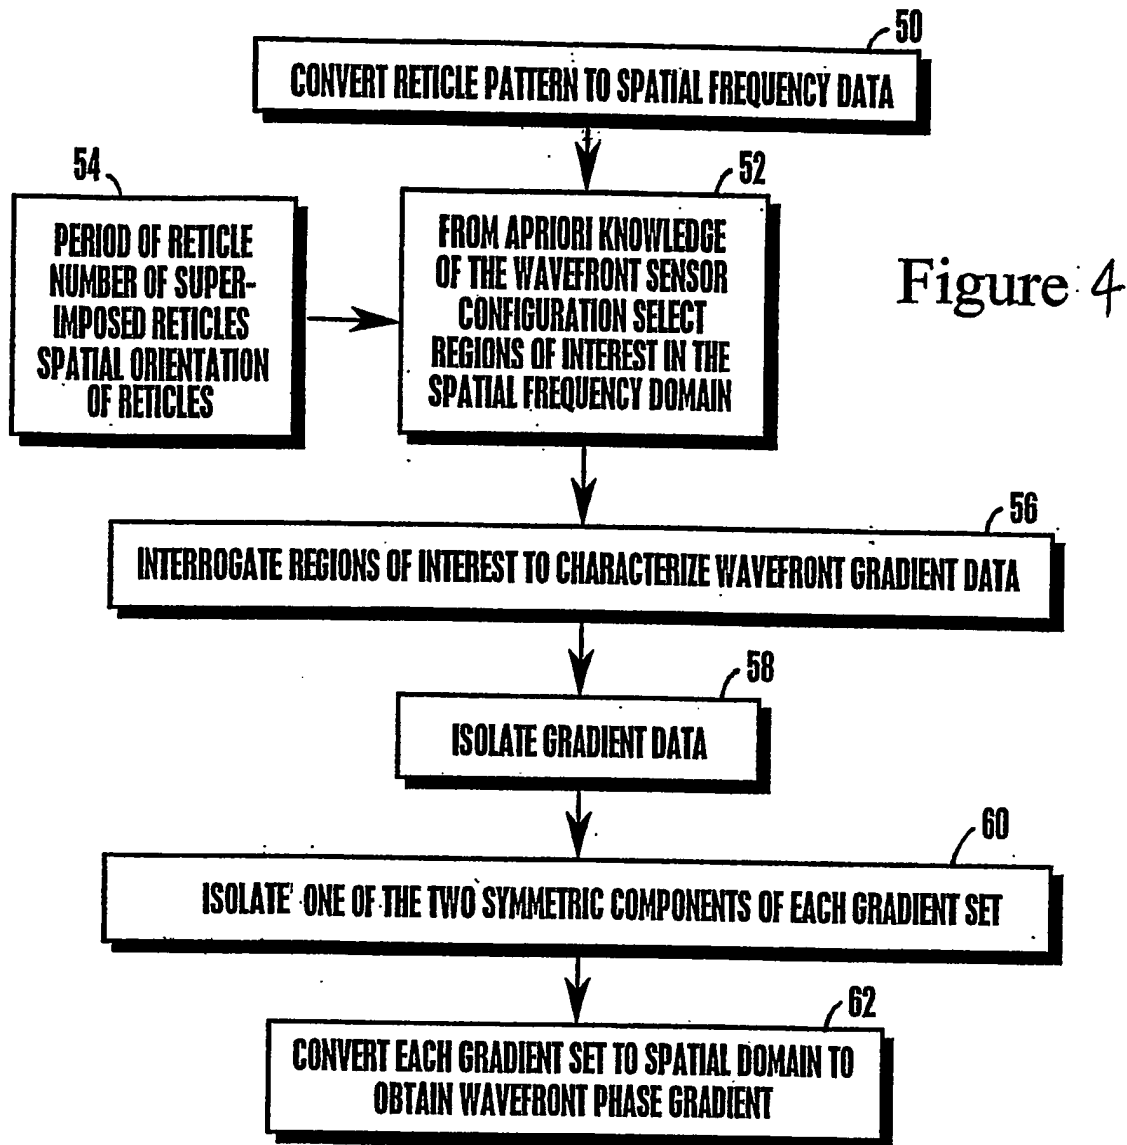 50
CONVERT RETICLE PATTERN TO SPATIAL FREQUENCY DATA
54
PERIOD OF RETICLE
NUMBER OF SUPER-
IMPOSED RETICLES
SPATIAL ORIENTATION
OF RETICLES
52
FROM APRIORI KNOWLEDGE
OF THE WAVEFRONT SENSOR
CONFIGURATION SELECT
REGIONS OF INTEREST IN THE
SPATIAL FREQUENCY DOMAIN
Figure 4
56
INTERROGATE REGIONS OF INTEREST TO CHARACTERIZE WAVEFRONT GRADIENT DATA
58
ISOLATE GRADIENT DATA
60
ISOLATE ONE OF THE TWO SYMMETRIC COMPONENTS OF EACH GRADIENT SET
62
CONVERT EACH GRADIENT SET TO SPATIAL DOMAIN TO
OBTAIN WAVEFRONT PHASE GRADIENT